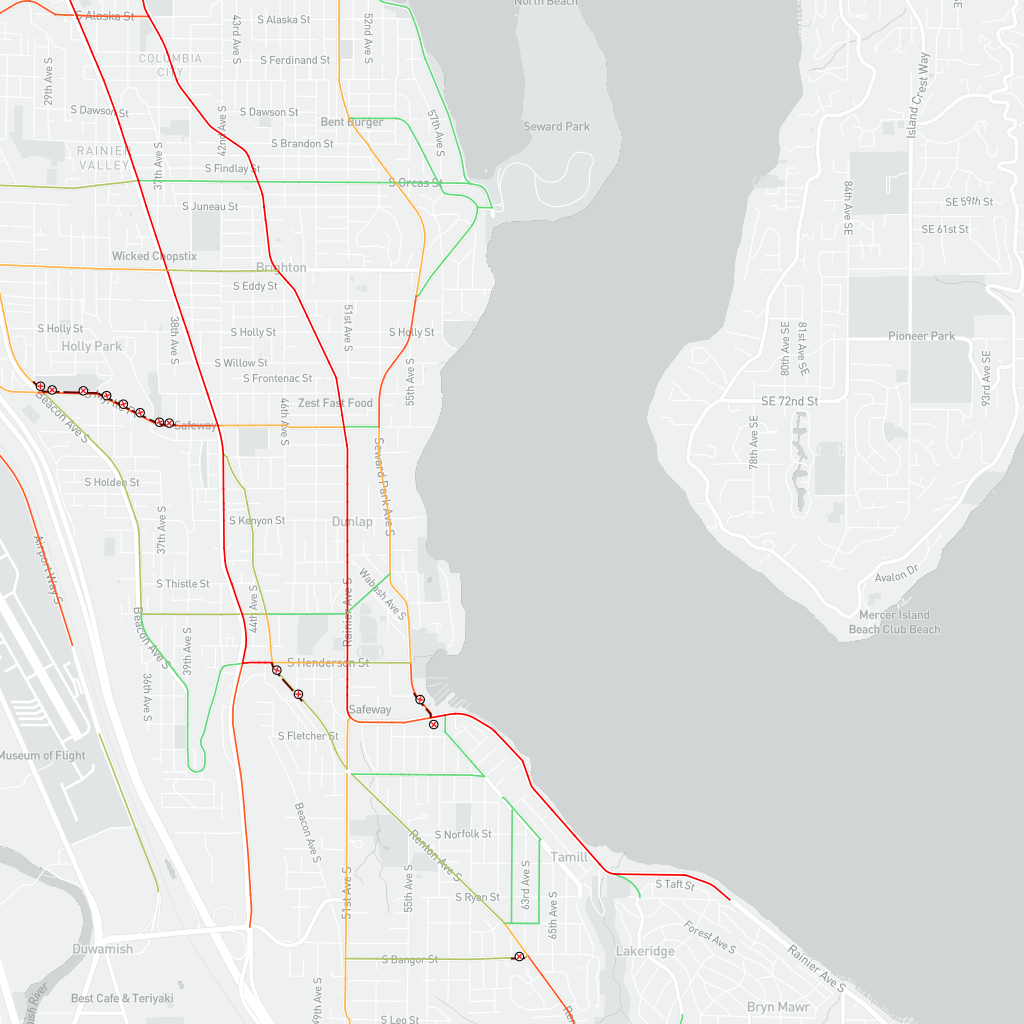 North Beach
S Alaska St
S Alaska St
43rd Ave S
52nd Ave S
COLUMBIA
CITY
S Ferdinand St
29th Ave S
Island Crest Way
S Dawson St
S Dawson St
Bent Burger
57th Ave S
Seward Park
42nd Ave S
S Brandon St
RAINIER
VALLEY
37th Ave S
S Findlay St
S Orcas St
84th Ave SE
SE 59th St
S Juneau St
SE 61st St
Wicked Chopstix
Brighton
S Eddy St
38th Ave S
51st Ave S
S Holly St
S Holly St
S Holly St
Holly Park
81st Ave SE
80th Ave SE
Pioneer Park
S Willow St
S Frontenac St
55th Ave S
93rd Ave SE
Beacon Ave S
46th Ave S
Zest Fast Food
SE 72nd St
Safeway
78th Ave SE
Seward Park Ave S
S Holden St
37th Ave S
S Kenyon St
Dunlap
Airport Way S
S Thistle St
Wabash Ave S
Avalon Dr
44th Ave S
Rainier Ave S
Mercer Island
Beach Club Beach
Beacon Ave S
39th Ave S
S Henderson St
36th Ave S
Safeway
S Fletcher St
Museum of Flight
Beacon Ave S
S Norfolk St
Renton Ave S
Tamill
51st Ave S
55th Ave S
63rd Ave S
S Taft St
S Ryan St
65th Ave S
Forest Ave S
Duwamish
Lakeridge
S Bangor St
Rainier Ave S
Best Cafe & Teriyaki
49th Ave S
Bryn Mawr
S Leo St